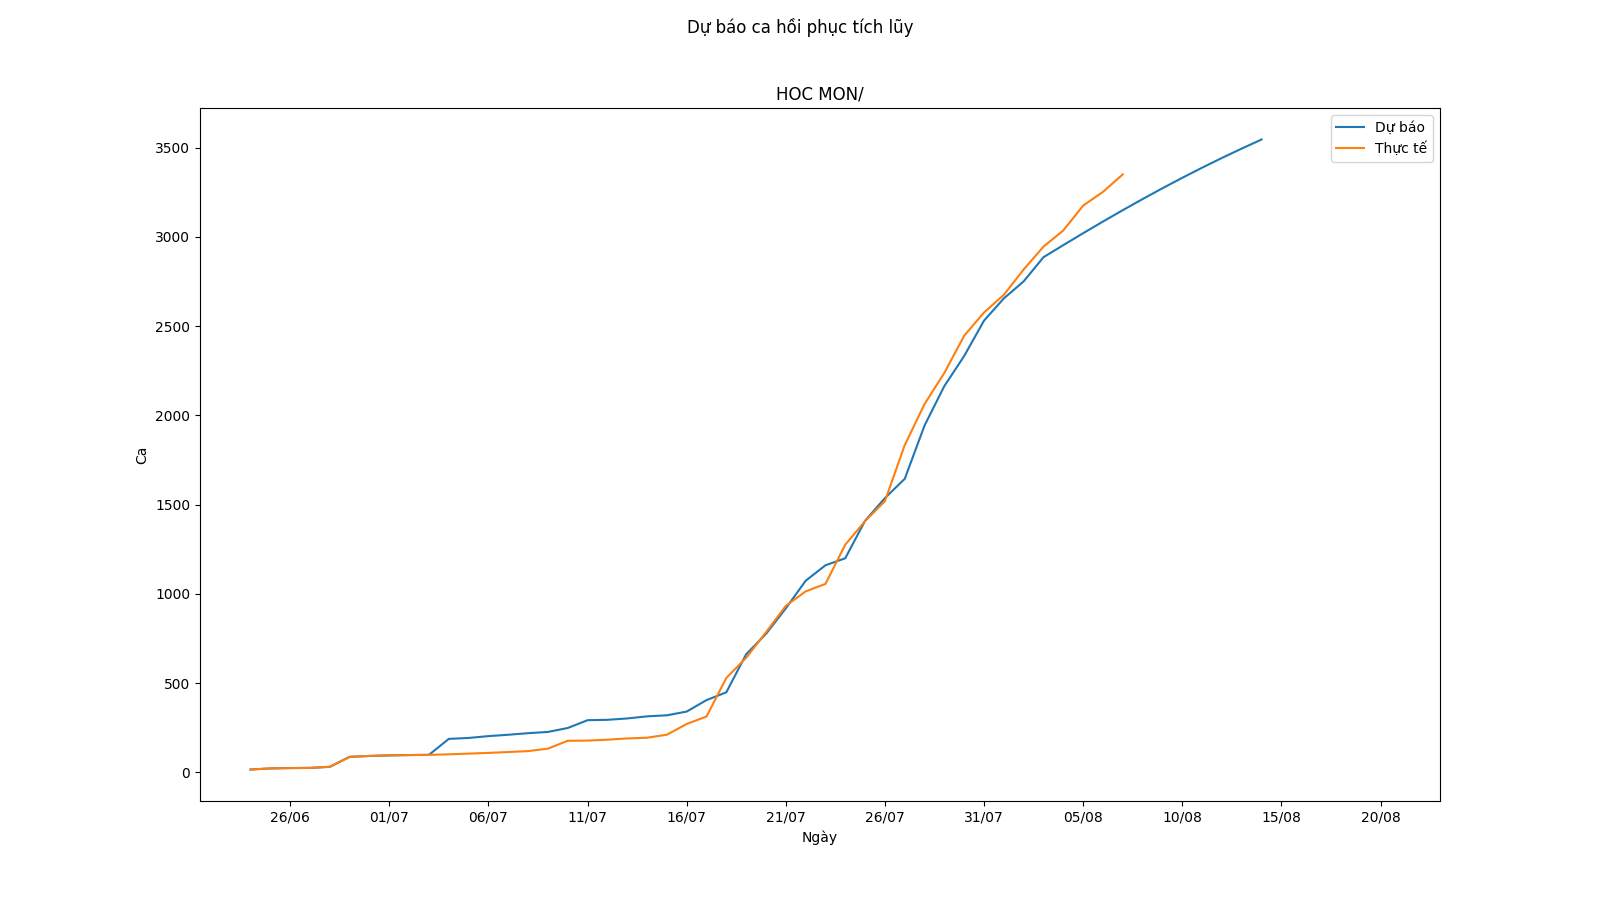 Dự báo ca hồi phục tích lũy
HOC MON/
Dự báo
Thực tế
3500
3000
2500
2000
1500
1000
500
0
Ca
26/06 01/07 06/07 11/07 16/07 21/07 26/07 31/07 05/08 10/08 15/08 20/08
Ngày